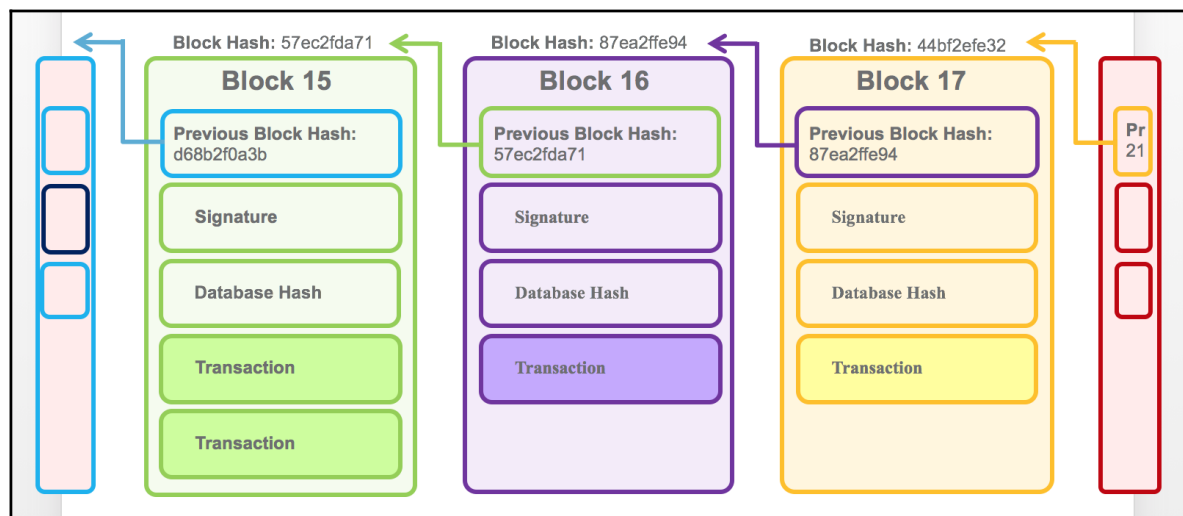 Block Hash: 57ec2fda71
Block Hash: 87ea2ffe94
Block Hash: 44bf2efe32
Block 15
Previous Block Hash:
d68b2f0a3b
Signature
Database Hash
Transaction
Transaction
Block 16
Previous Block Hash:
57ec2fda71
Signature
Database Hash
Transaction
Block 17
Previous Block Hash:
87ea2ffe94
Signature
Database Hash
Transaction
Pr
21